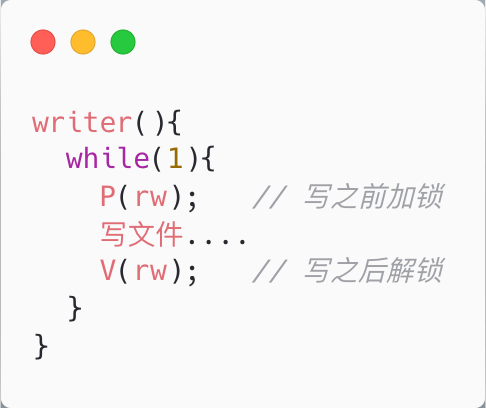 writer(){
  while(1){
    P(rw);   // 写之前加锁
    写文件....
    V(rw);   // 写之后解锁
  }
}